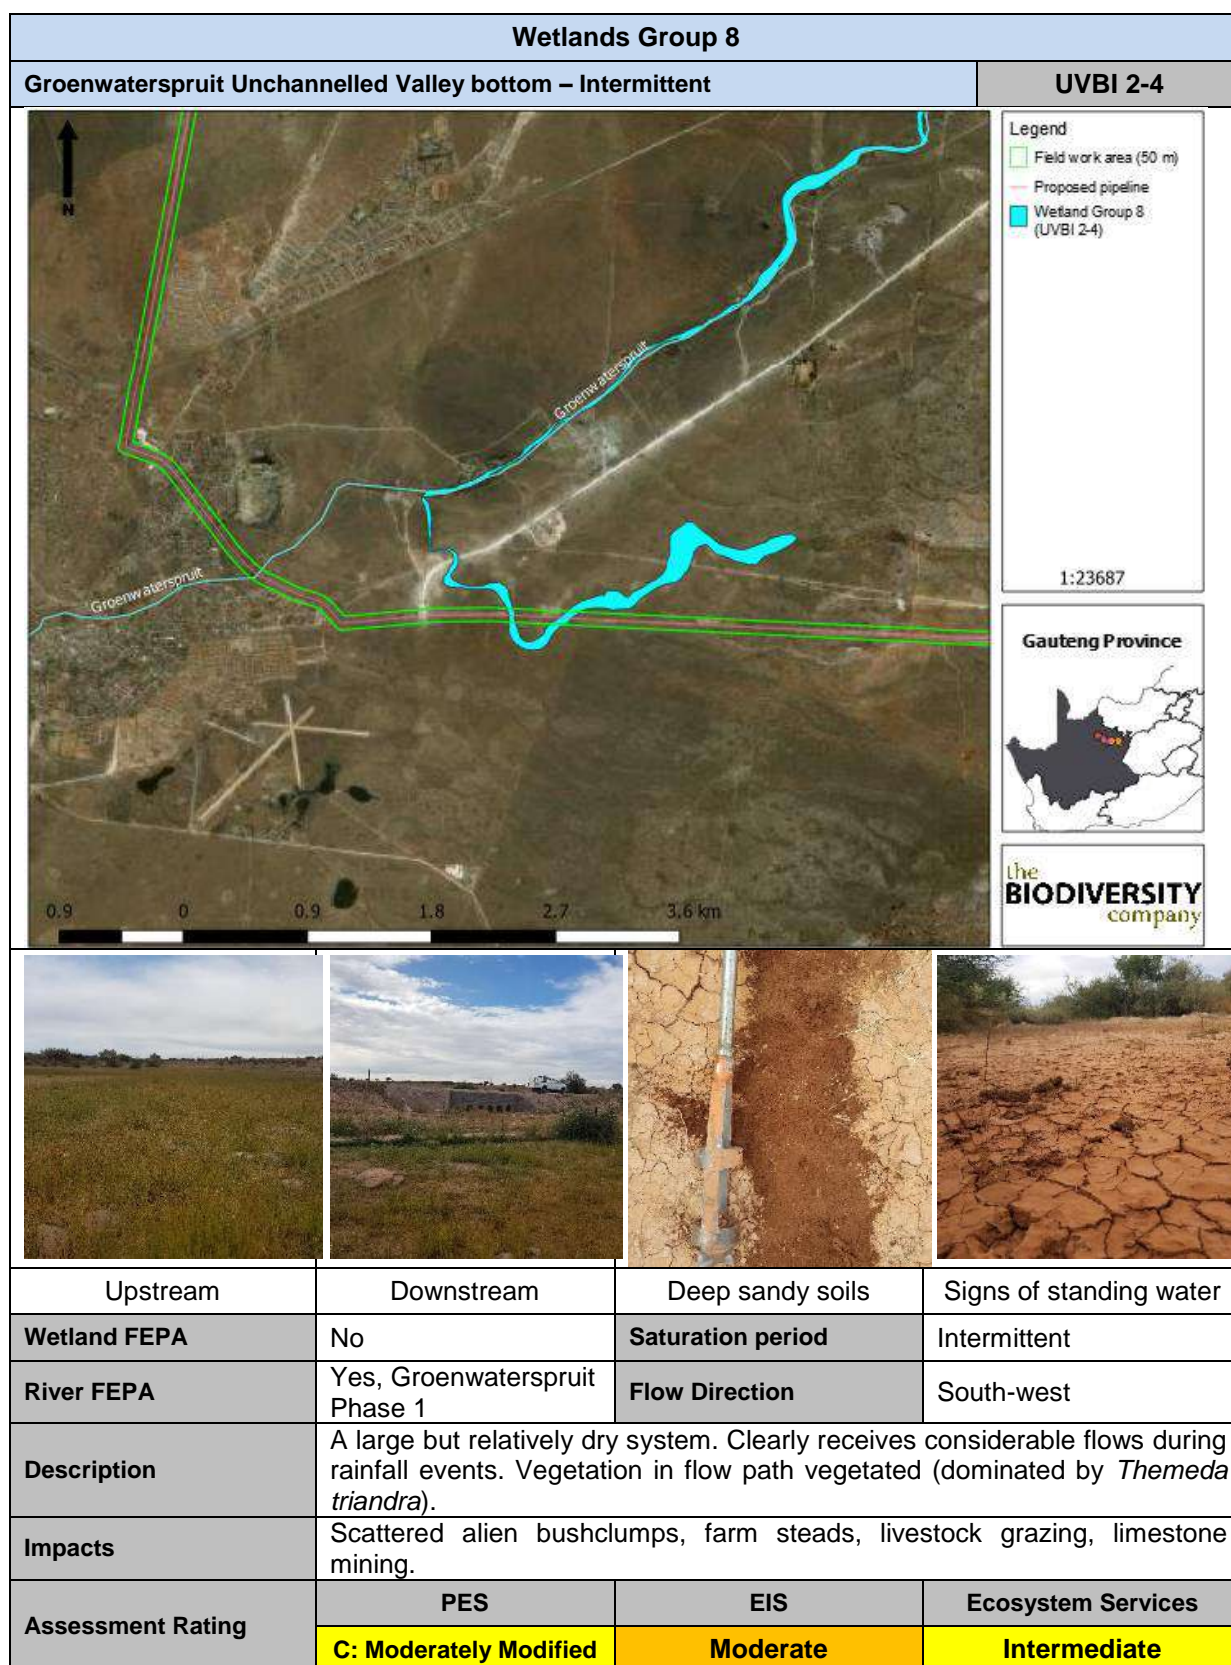 Wetlands Group 8
Groenwaterspruit Unchannelled Valley bottom – Intermittent
UVBI 2-4
N
Groenwaterspruit
Groenwaterspruit
0.9 0 0.9 1.8 2.7 3.6 km
Legend
Field work area (50 m)
Proposed pipeline
Wetland Group 8
(UVBI 2-4)
1:23687
Gauteng Province
the
BIODIVERSITY
company
Upstream
Downstream
Deep sandy soils
Signs of standing water
Wetland FEPA
No
Saturation period
Intermittent
River FEPA
Yes, Groenwaterspruit
Phase 1
Flow Direction
South-west
Description
A large but relatively dry system. Clearly receives considerable flows during
rainfall events. Vegetation in flow path vegetated (dominated by Themeda
triandra).
Impacts
Scattered alien bushclumps, farm steads, livestock grazing, limestone
mining.
Assessment Rating
PES
EIS
Ecosystem Services
C: Moderately Modified
Moderate
Intermediate